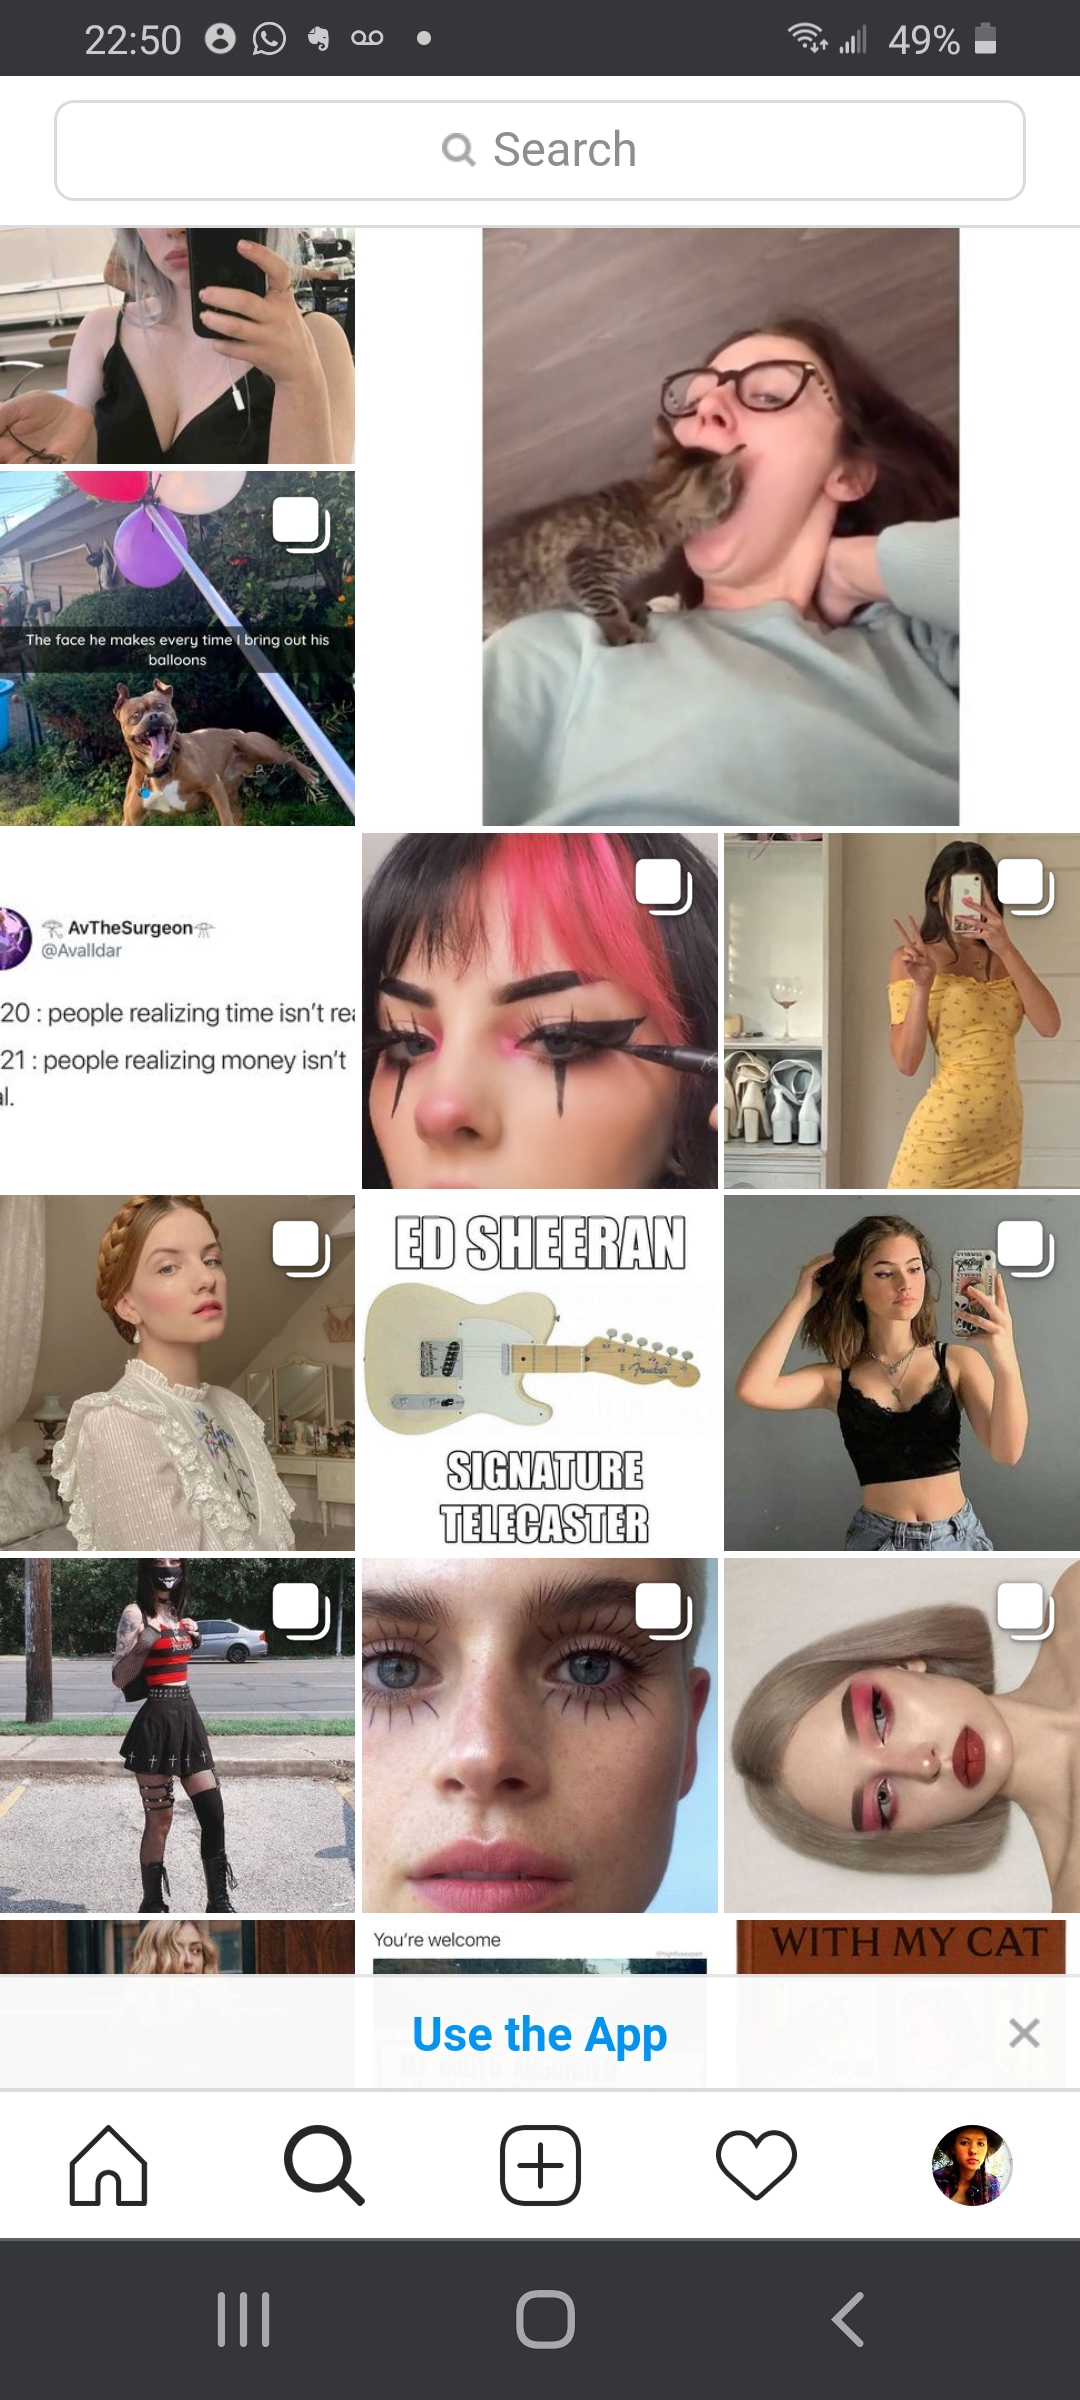 22:50
49%
Search
The face he makes every time I bring out his
balloons
AvTheSurgeon
@Avalldar
20 : people realizing time isn't rea
21 : people realizing money isn't
al.
ED SHEERAN
Fender
SIGNATURE
TELECASTER
You're welcome
WITH MY CAT
Use the App